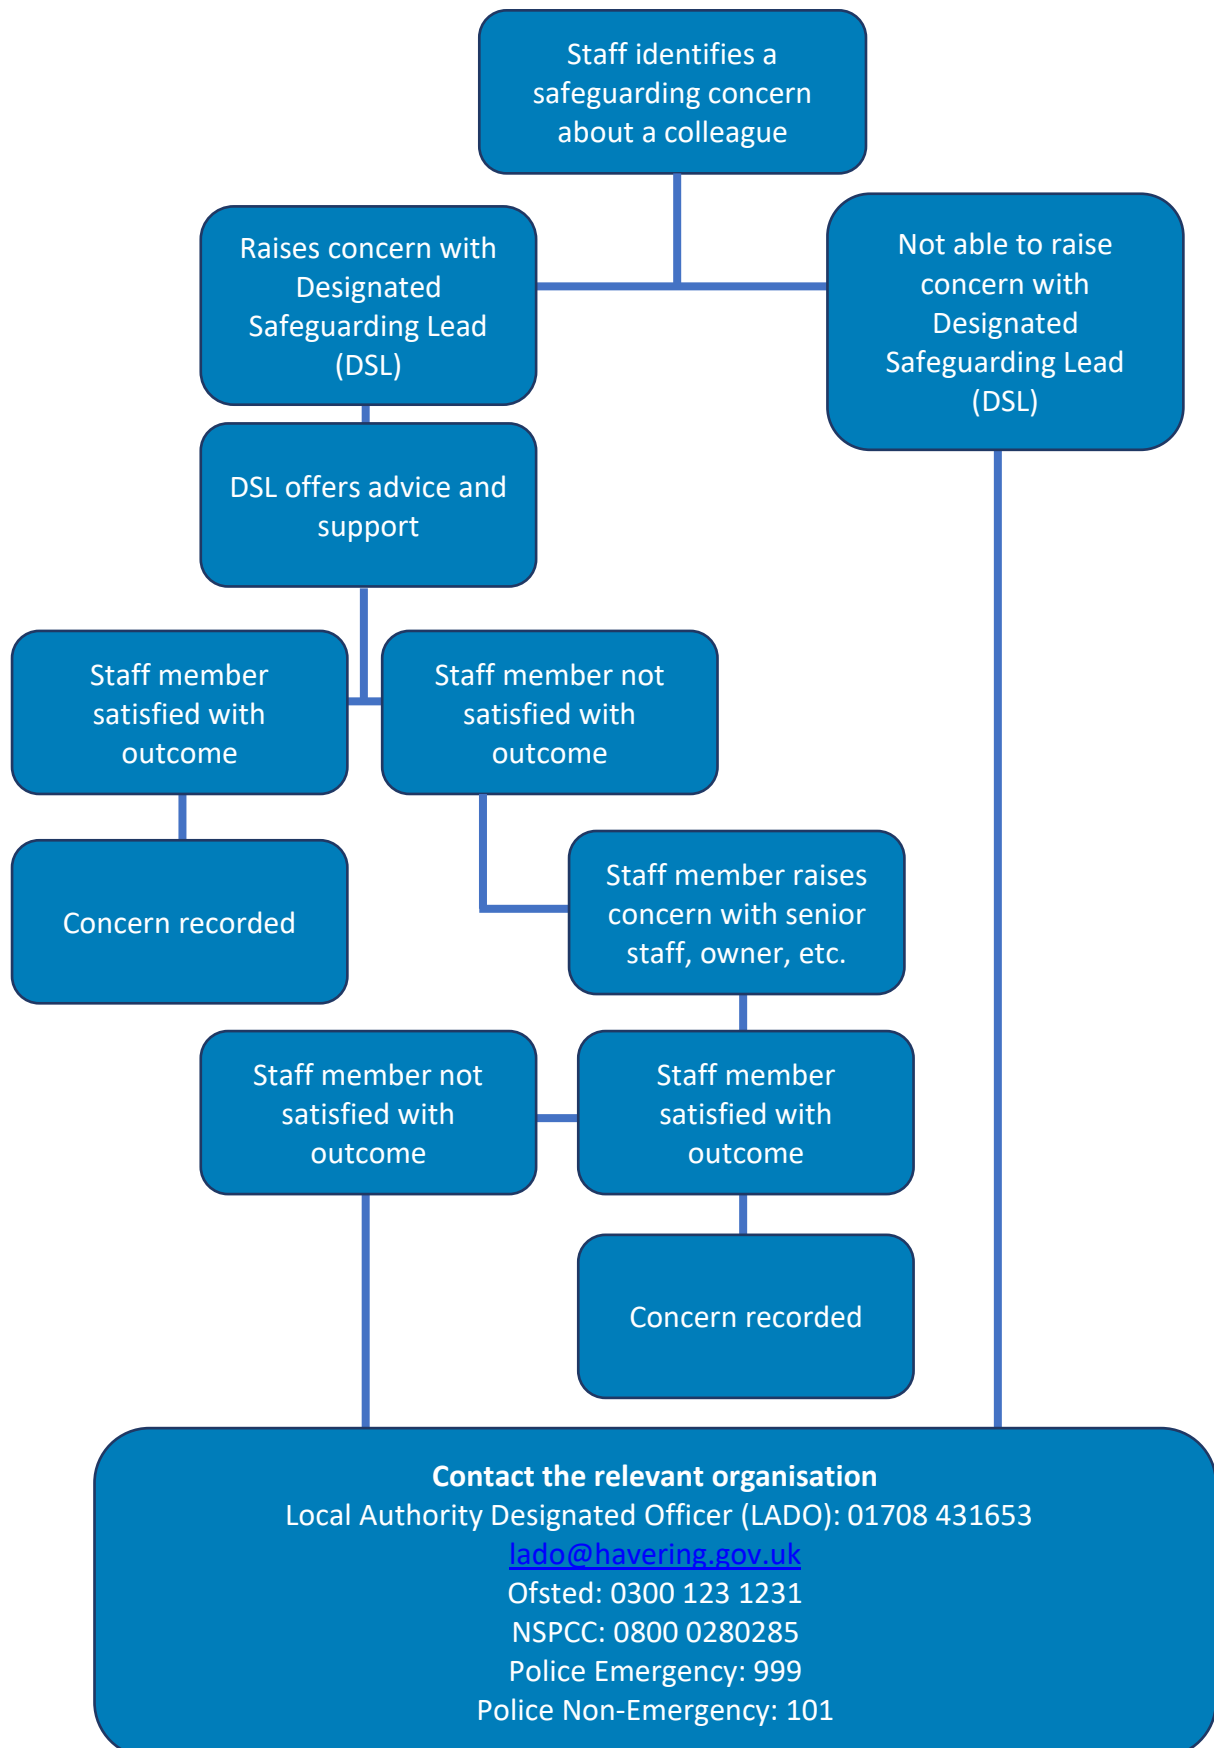 Staff identifies a
safeguarding concern
about a colleague
Raises concern with
Designated
Safeguarding Lead
(DSL)
Not able to raise
concern with
Designated
Safeguarding Lead
(DSL)
DSL offers advice and
support
Staff member
satisfied with
outcome
Staff member not
satisfied with
outcome
Concern recorded
Staff member raises
concern with senior
staff, owner, etc.
Staff member not
satisfied with
outcome
Staff member
satisfied with
outcome
Concern recorded
Contact the relevant organisation
Local Authority Designated Officer (LADO): 01708 431653
lado@havering.gov.uk
Ofsted: 0300 123 1231
NSPCC: 0800 0280285
Police Emergency: 999
Police Non-Emergency: 101